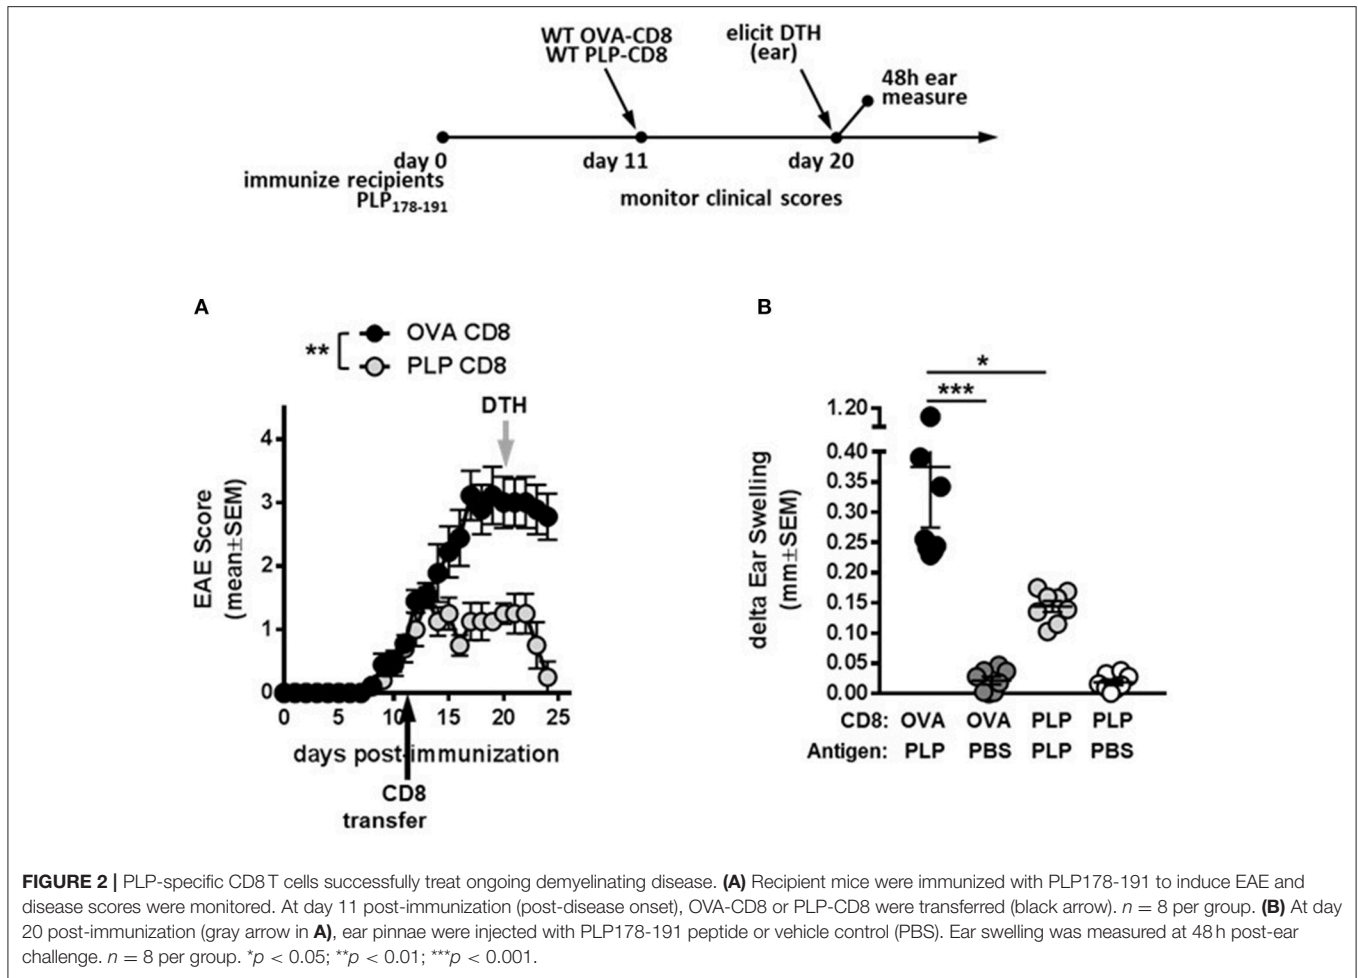 WT OVA-CD8
WT PLP-CD8
elicit DTH
(ear)
48h ear
measure
day 0
immunize recipients
PLP178-191
day 11
day 20
monitor clinical scores
A
** OVA CD8
PLP CD8
DTH
EAE Score
(mean±SEM)
4
3
2
1
0
0 5 10 15 20 25
days post-immunization
CD8
transfer
B
*
***
delta Ear Swelling
(mm±SEM)
1.20
0.40
0.35
0.30
0.25
0.20
0.15
0.10
0.05
0.00
CD8: OVA OVA PLP PLP
Antigen: PLP PBS PLP PBS
FIGURE 2 | PLP-specific CD8 T cells successfully treat ongoing demyelinating disease. (A) Recipient mice were immunized with PLP178-191 to induce EAE and
disease scores were monitored. At day 11 post-immunization (post-disease onset), OVA-CD8 or PLP-CD8 were transferred (black arrow). n = 8 per group. (B) At day
20 post-immunization (gray arrow in A), ear pinnae were injected with PLP178-191 peptide or vehicle control (PBS). Ear swelling was measured at 48 h post-ear
challenge. n = 8 per group. *p < 0.05; **p < 0.01; ***p < 0.001.